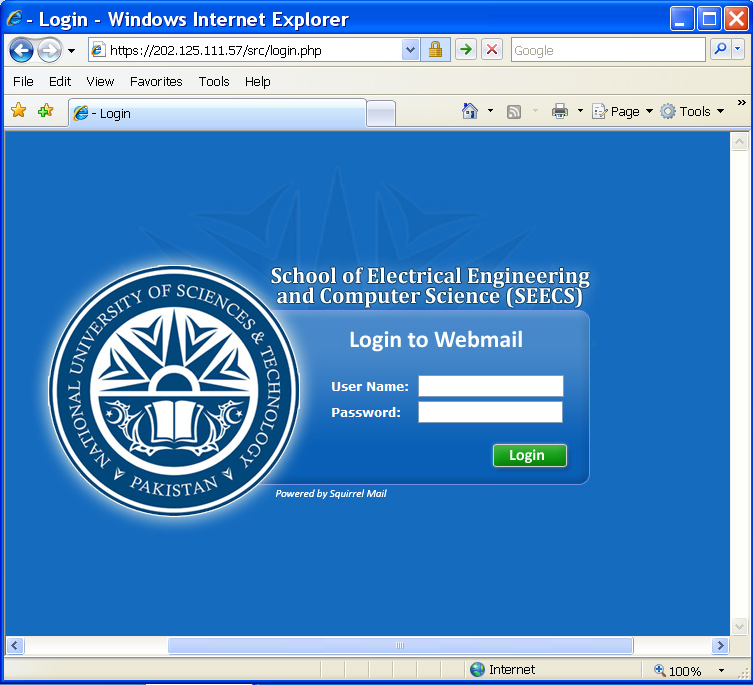 - Login - Windows Internet Explorer
https://202.125.111.57/src/login.php
Google
File Edit View Favorites Tools Help
- Login
Page Tools »
School of Electrical Engineering
and Computer Science (SEECS)
NATIONAL UNIVERSITY OF SCIENCES & TECHNOLOGY
PAKISTAN
Login to Webmail
User Name:
Password:
Login
Powered by Squirrel Mail
Internet 100%